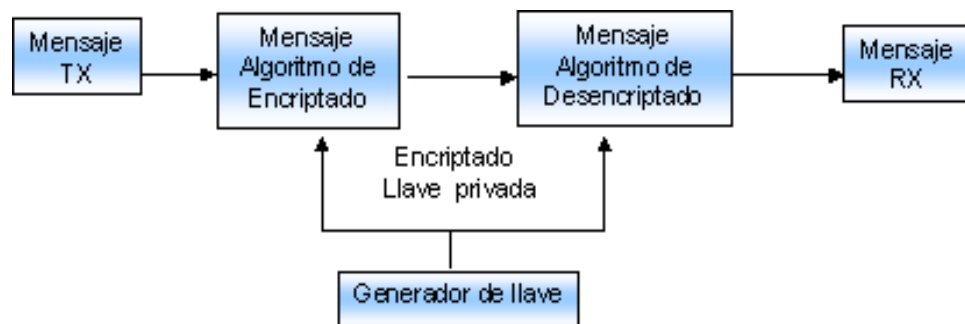 Mensaje
TX
Mensaje
Algoritmo de
Encriptado
Mensaje
Algoritmo de
Desencriptado
Mensaje
RX
Encriptado
Llave privada
Generador de llave